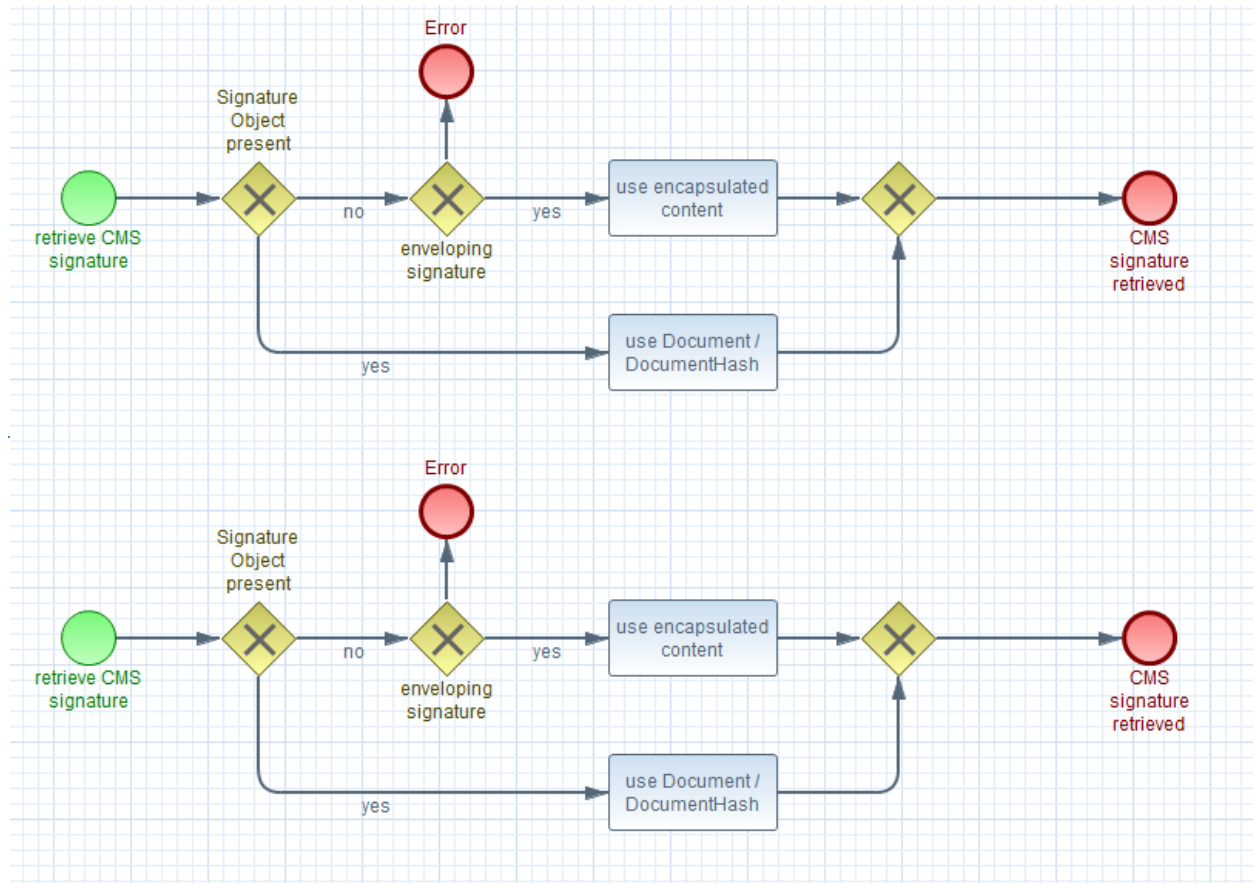 Error
Signature
Object
present
no
yes
use encapsulated
content
retrieve CMS
signature
enveloping
signature
CMS
signature
retrieved
yes
use Document /
DocumentHash
Error
Signature
Object
present
no
yes
use encapsulated
content
retrieve CMS
signature
enveloping
signature
CMS
signature
retrieved
yes
use Document /
DocumentHash